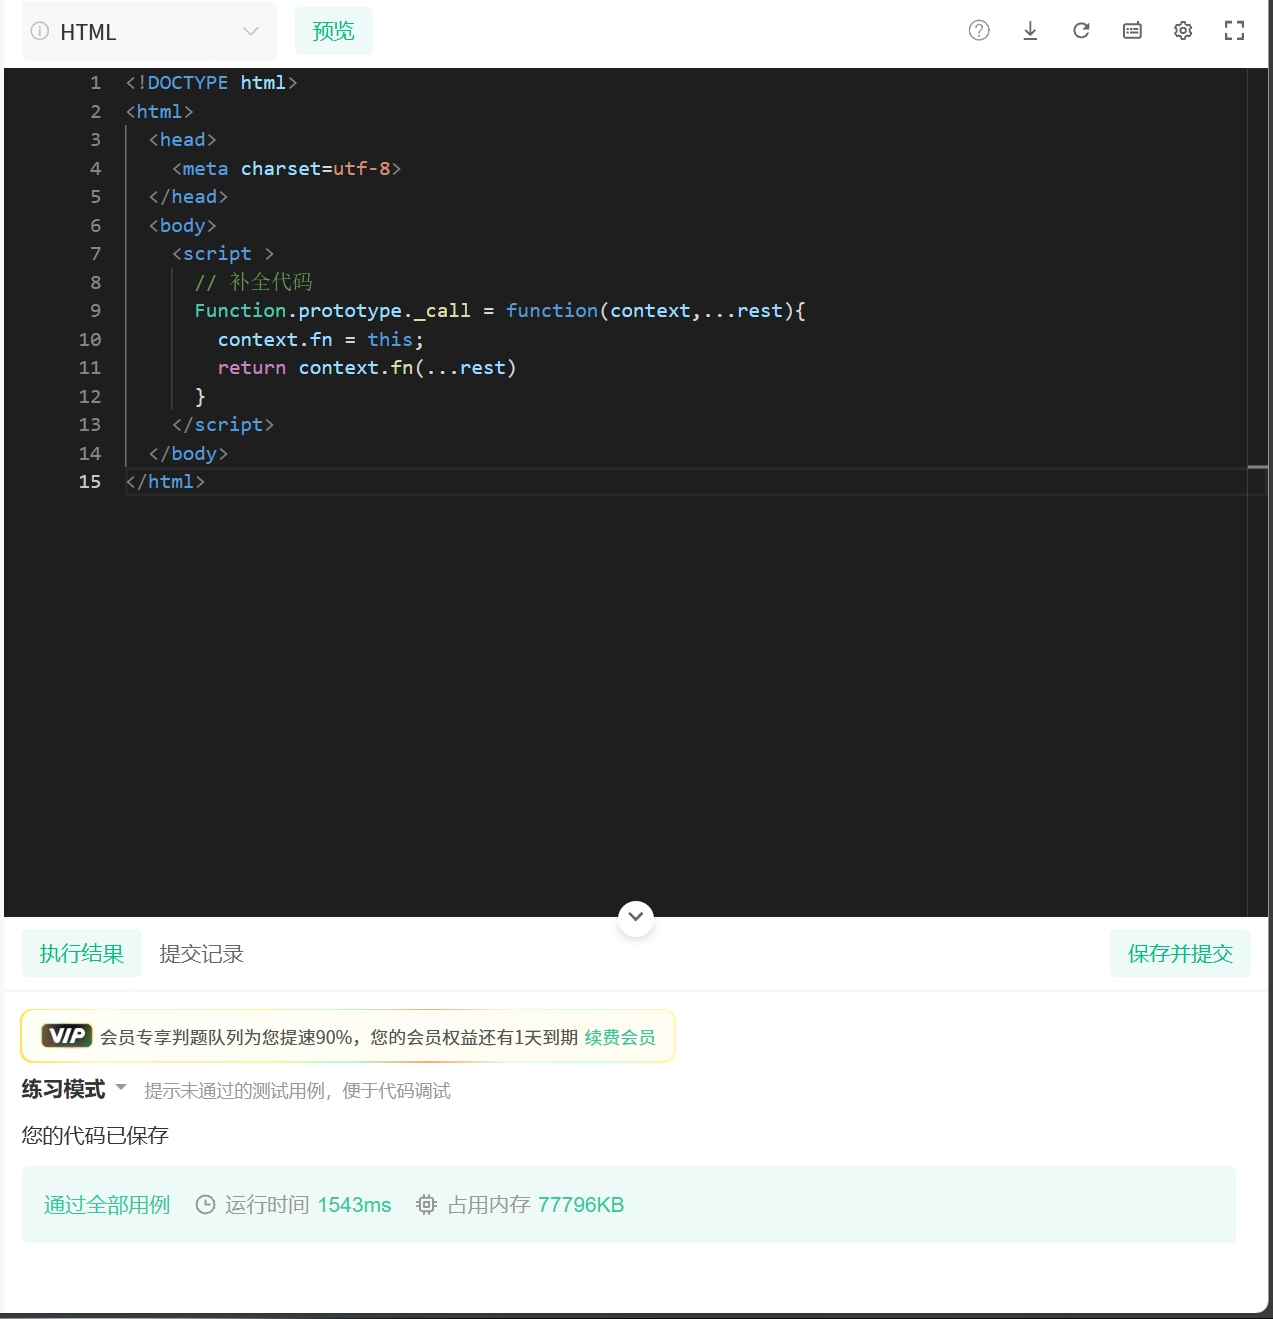 HTML
预览
1 <!DOCTYPE html>
2 <html>
3 <head>
4 <meta charset=utf-8>
5 </head>
6 <body>
7 <script >
8 // 补全代码
9 Function.prototype._call = function(context,...rest){
10 context.fn = this;
11 return context.fn(...rest)
12 }
13 </script>
14 </body>
15 </html>
执行结果 提交记录 保存并提交
VIP 会员专享判题队列为您提速90%，您的会员权益还有1天到期 续费会员
练习模式 提示未通过的测试用例，便于代码调试
您的代码已保存
通过全部用例 运行时间 1543ms 占用内存 77796KB